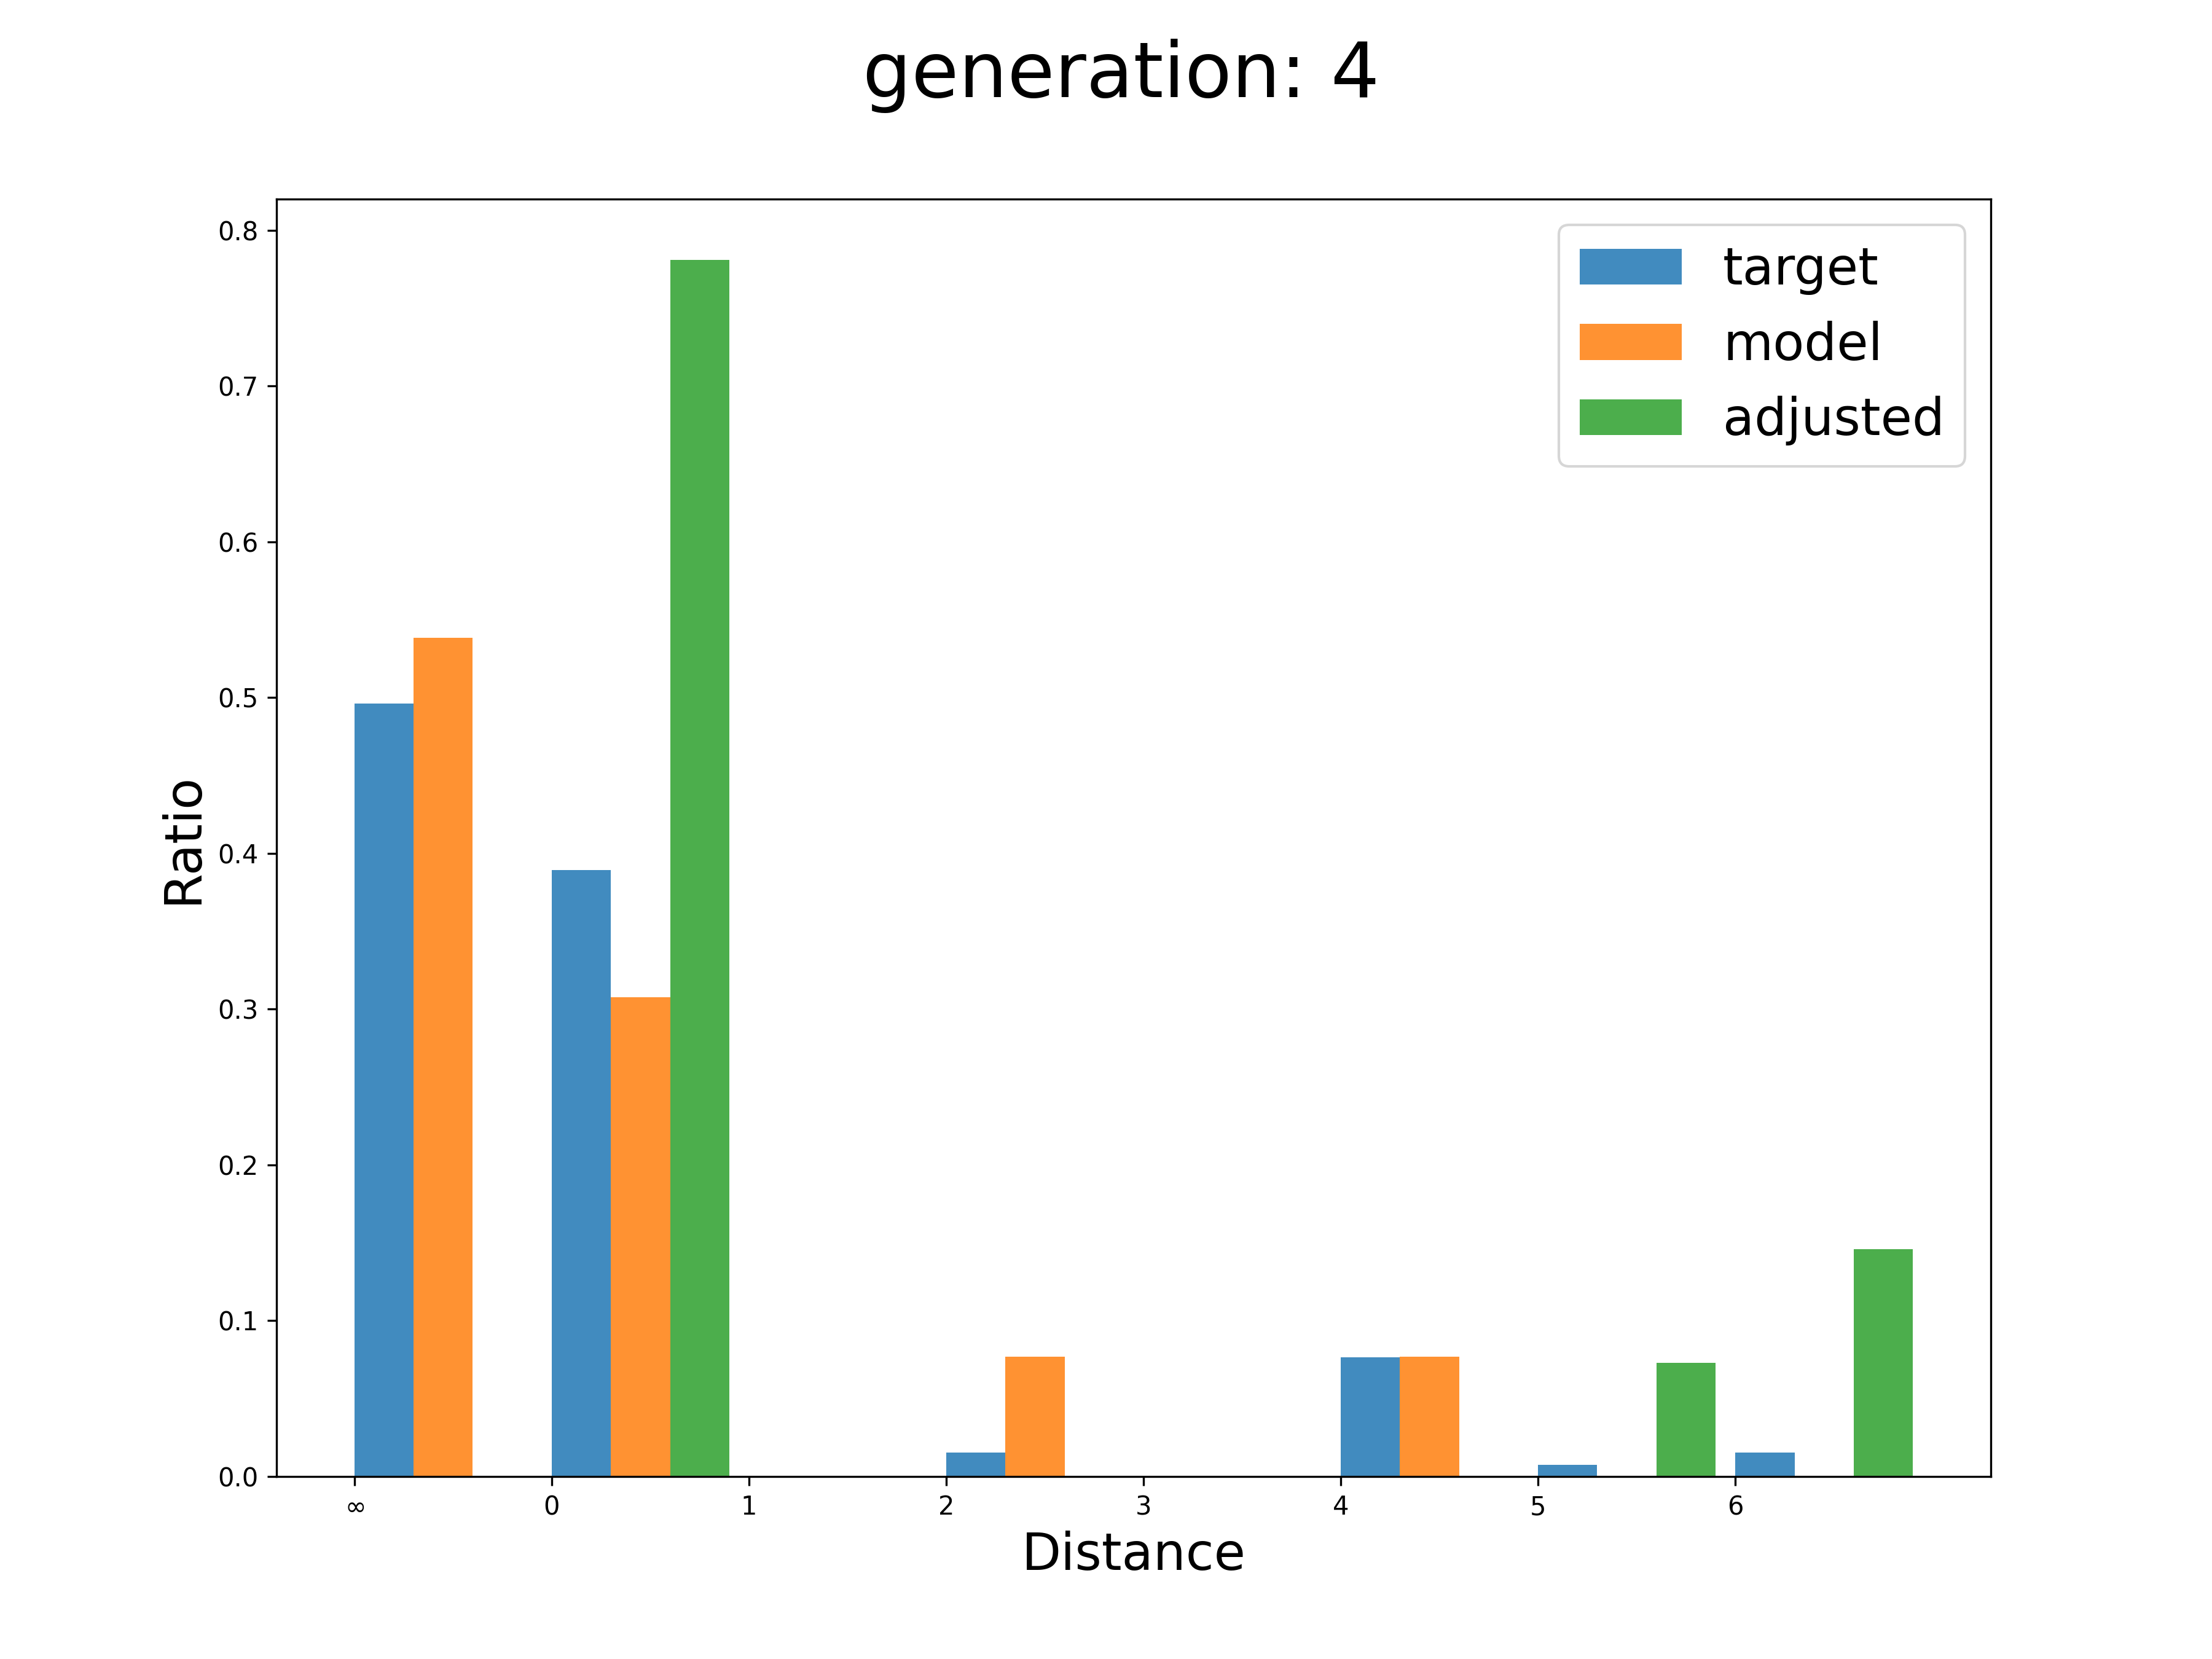 generation: 4
target
model
adjusted
Ratio
0.8
0.7
0.6
0.5
0.4
0.3
0.2
0.1
0.0
∞ 0 1 2 3 4 5 6
Distance